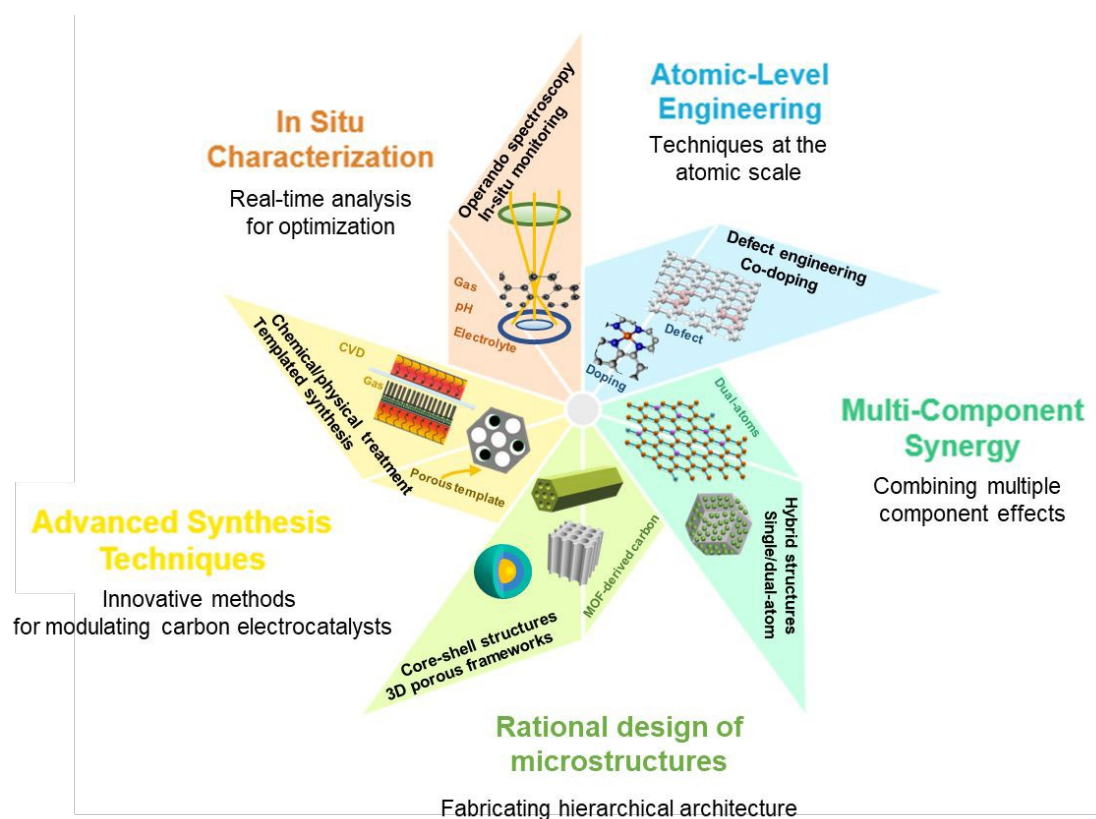 In Situ
Characterization
Real-time analysis
for optimization
Operando spectroscopy
In-situ monitoring
Gas
pH
Electrolyte
Atomic-Level
Engineering
Techniques at the
atomic scale
Defect engineering
Co-doping
Defect
Doping
Multi-Component
Synergy
Combining multiple
component effects
Dual-atoms
Hybrid structures
Single/dual-atom
Rational design of
microstructures
Fabricating hierarchical architecture
MOF-derived carbon
Core-shell structures
3D porous frameworks
Advanced Synthesis
Techniques
Innovative methods
for modulating carbon electrocatalysts
Chemical/physical treatment
Templated synthesis
CVD
Gas
Porous template